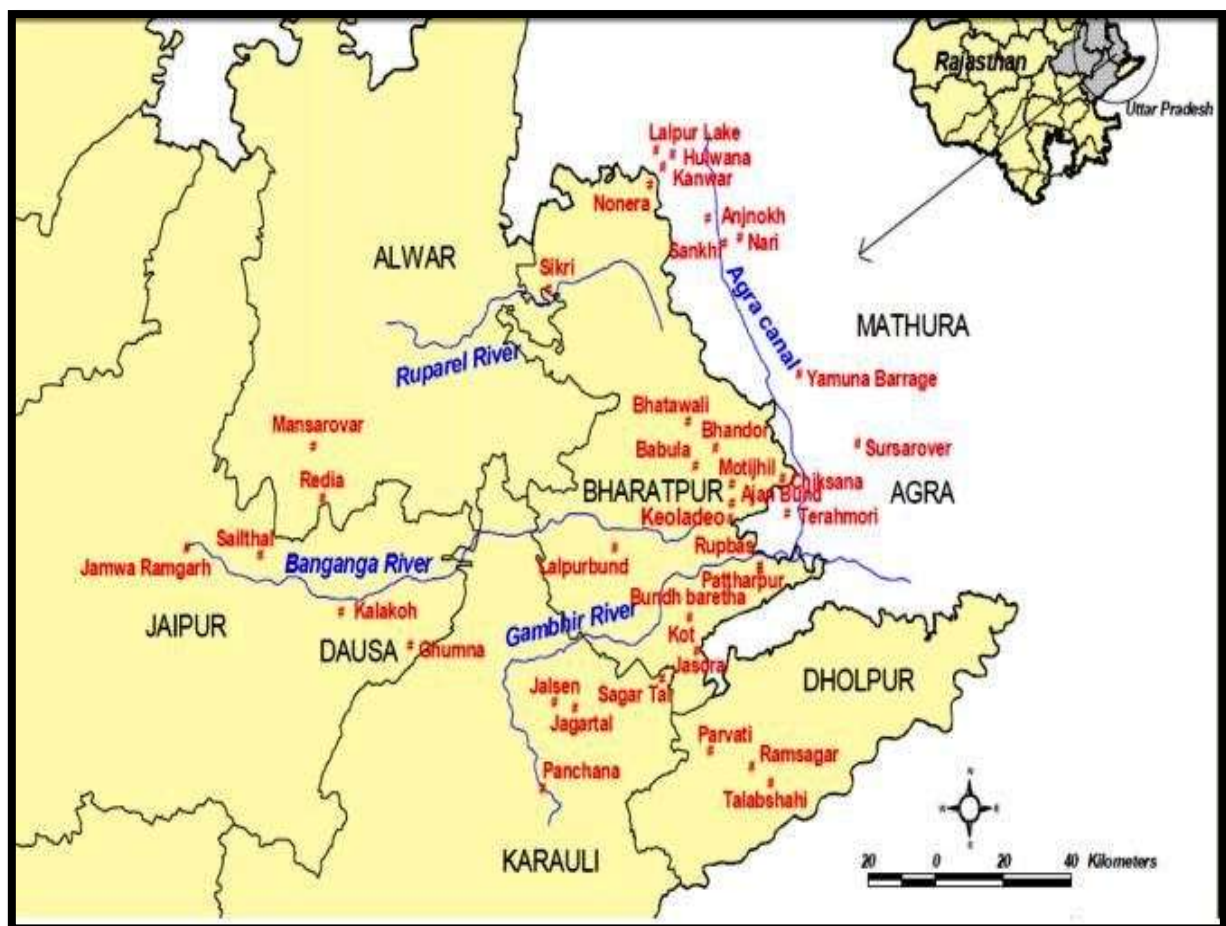 Rajasthan
Uttar Pradesh
Lalpur Lake
Hulwana
Kanwar
Nonera
Anjnokh
Sankhi
Nari
ALWAR
Sikri
Agra canal
MATHURA
Ruparel River
Yamuna Barrage
Bhatawali
Mansarovar
Bhandor
Babula
Sursarover
Motijhil
Chiksana
Redia
BHARATPUR
Ajan Bund
AGRA
Keoladeo
Terahmori
Sailthal
Rupbas
Jamwa Ramgarh
Banganga River
Lalpurbund
Pattharpur
Bundh baretha
Kalakoh
JAIPUR
Gambhir River
Kot
DAUSA
Ghumna
Jasora
DHOLPUR
Jalsen
Sagar Tal
Jagartal
Parvati
Ramsagar
Panchana
Talabshahi
N
W
E
S
KARAULI
20 0 20 40 Kilometers